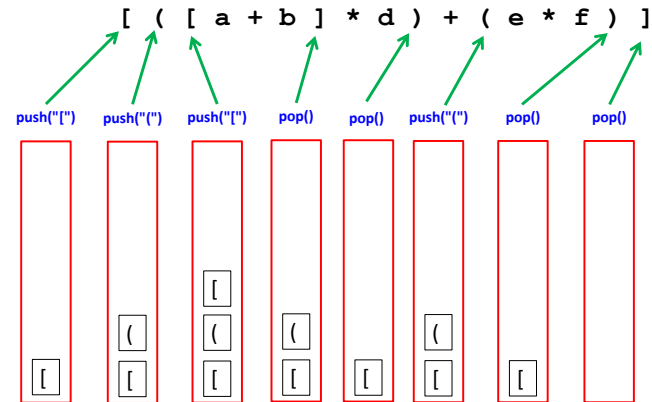 [ ( [ a + b ] * d ) + ( e * f ) ]
push("[") push("(") push("[") pop() pop() push("(") pop() pop()
[
( ( ( (
[ [ [ [ [ [ [